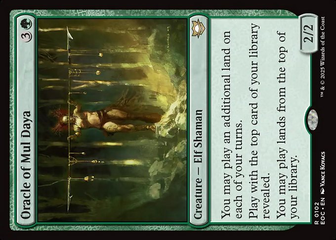 Oracle of Mul Daya
3
Creature — Elf Shaman
You may play an additional land on
each of your turns.
Play with the top card of your library
revealed.
You may play lands from the top of
your library.
2/2
R 0102
EOC • EN Vance Kovacs
™ & © 2025 Wizards of the Coast